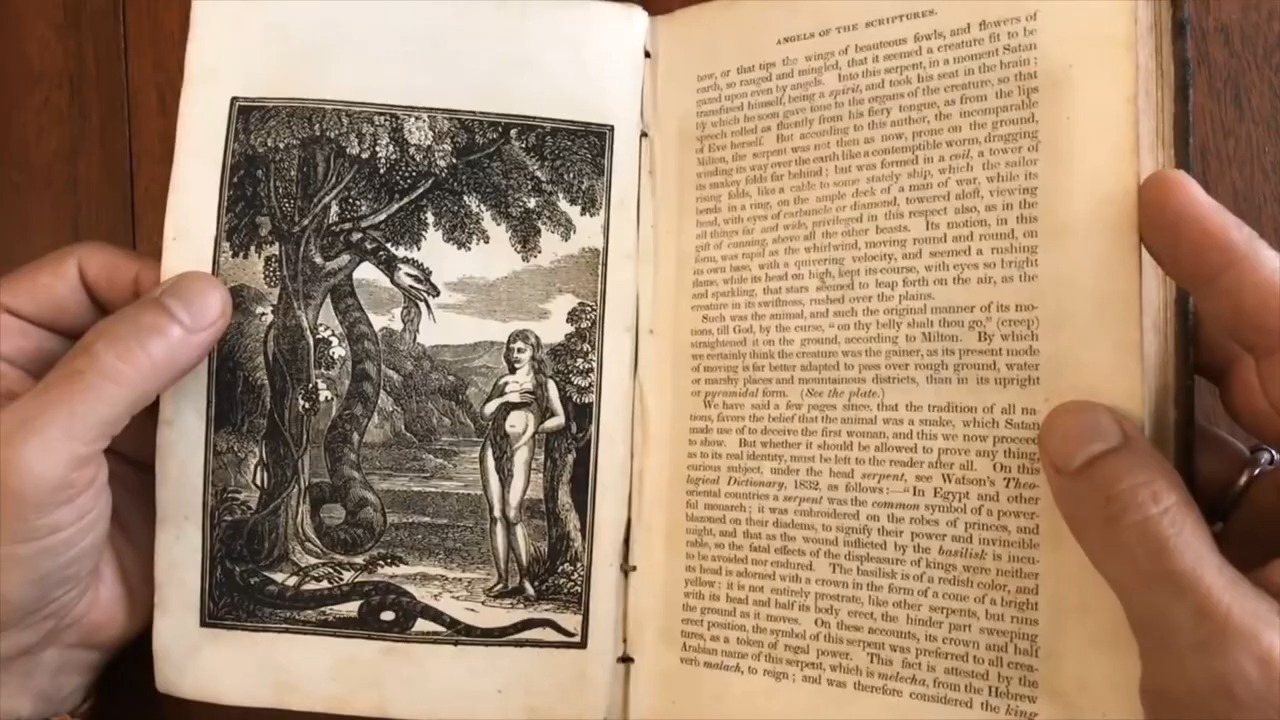 ANGELS OF THE SCRIPTURES.
bow, or that tips the wings of beauteous fowls, and flowers of
earth, so ranged and mingled, that it seemed a creature fit to be
gazed upon even by angels. Into this serpent, in a moment Satan
transfused himself, being a spirit, and took his seat in the brain;
by which he soon gave tone to the organs of the creature, so that
speech rolled as fluently from his fiery tongue, as from the lips
of Eve herself. But according to this author, the incomparable
Milton, the serpent was not then as now, prone on the ground,
winding its way over the earth like a contemptible worm, dragging
its snakey folds far behind; but was formed in a coil, a tower of
rising folds, like a cable to some stately ship, which the sailor
bends in a ring, on the ample deck of a man of war, while its
head, with eyes of carbuncle or diamond, towered aloft, viewing
all things far and wide, privileged in this respect also, as in the
gift of cunning, above all the other beasts. Its motion, in this
form, was rapid as the whirlwind, moving round and round, on
its own base, with a quivering velocity, and seemed a rushing
flame, while its head on high, kept its course, with eyes so bright
and sparkling, that stars seemed to leap forth on the air, as the
creature in its swiftness, rushed over the plains.
Such was the animal, and such the original manner of its mo-
tions, till God, by the curse, "on thy belly shalt thou go," (creep)
straightened it on the ground, according to Milton. By which
we certainly think the creature was the gainer, as its present mode
of moving is far better adapted to pass over rough ground, water
or marshy places and mountainous districts, than in its upright
or pyramidal form. (See the plate.)
We have said a few pages since, that the tradition of all na-
tions, favors the belief that the animal was a snake, which Satan
made use of to deceive the first woman, and this we now proceed
to show. But whether it should be allowed to prove any thing,
as to its real identity, must be left to the reader after all. On this
curious subject, under the head serpent, see Watson's Theo-
logical Dictionary, 1832, as follows:—"In Egypt and other
oriental countries a serpent was the common symbol of a power-
ful monarch; it was embroidered on the robes of princes, and
blazoned on their diadems, to signify their power and invincible
might, and that as the wound inflicted by the basilisk is incu-
rable, so the fatal effects of the displeasure of kings were neither
to be avoided nor endured. The basilisk is of a redish color, and
its head is adorned with a crown in the form of a cone of a bright
yellow; it is not entirely prostrate, like other serpents, but runs
with its head and half its body erect, the hinder part sweeping
the ground as it moves. On these accounts, its crown and half
erect position, the symbol of this serpent was preferred to all crea-
tures, as a token of regal power. This fact is attested by the
Arabian name of this serpent, which is melecha, from the Hebrew
verb malach, to reign; and was therefore considered the king